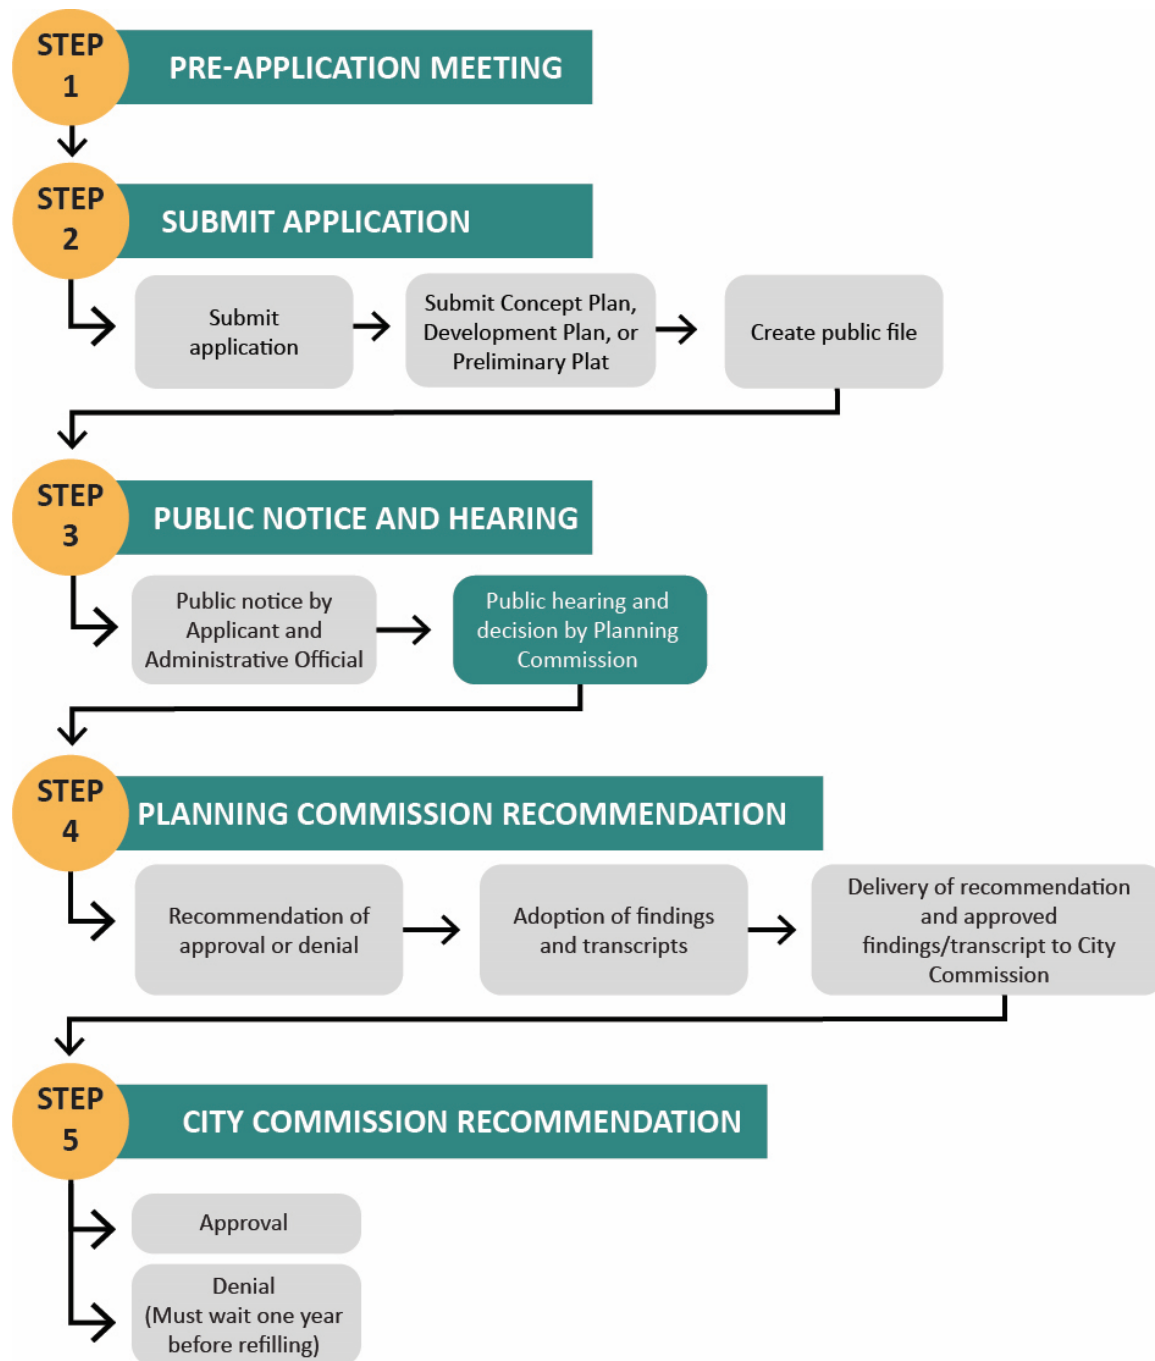 STEP
1
PRE-APPLICATION MEETING
STEP
2
SUBMIT APPLICATION
Submit
application
Submit Concept Plan,
Development Plan, or
Preliminary Plat
Create public file
STEP
3
PUBLIC NOTICE AND HEARING
Public notice by
Applicant and
Administrative Official
Public hearing and
decision by Planning
Commission
STEP
4
PLANNING COMMISSION RECOMMENDATION
Recommendation of
approval or denial
Adoption of findings
and transcripts
Delivery of recommendation
and approved
findings/transcript to City
Commission
STEP
5
CITY COMMISSION RECOMMENDATION
Approval
Denial
(Must wait one year
before refilling)